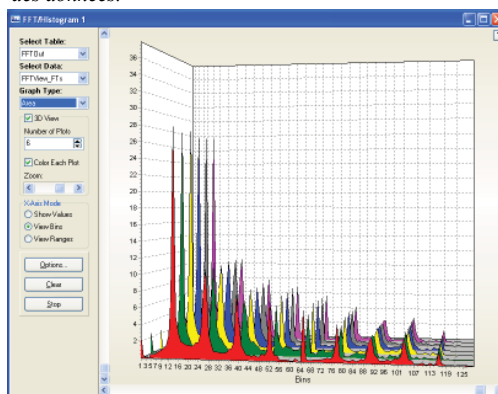 des données.
FFT/Histogram 1
Select Table:
FFTOut
Select Data:
FFTView_FTs
Graph Type:
Area
3D View
Number of Plots
6
Color Each Plot
Zoom:
X-Axis Mode
Show Values
View Bins
View Ranges
Options...
Clear
Stop
36
34
32
30
28
26
24
22
20
18
16
14
12
10
8
6
4
2
1 3 5 7 9 12 16 20 24 28 32 36 40 44 48 52 56 60 64 68 72 78 84 91 96 101 107 113 119 125
Bins